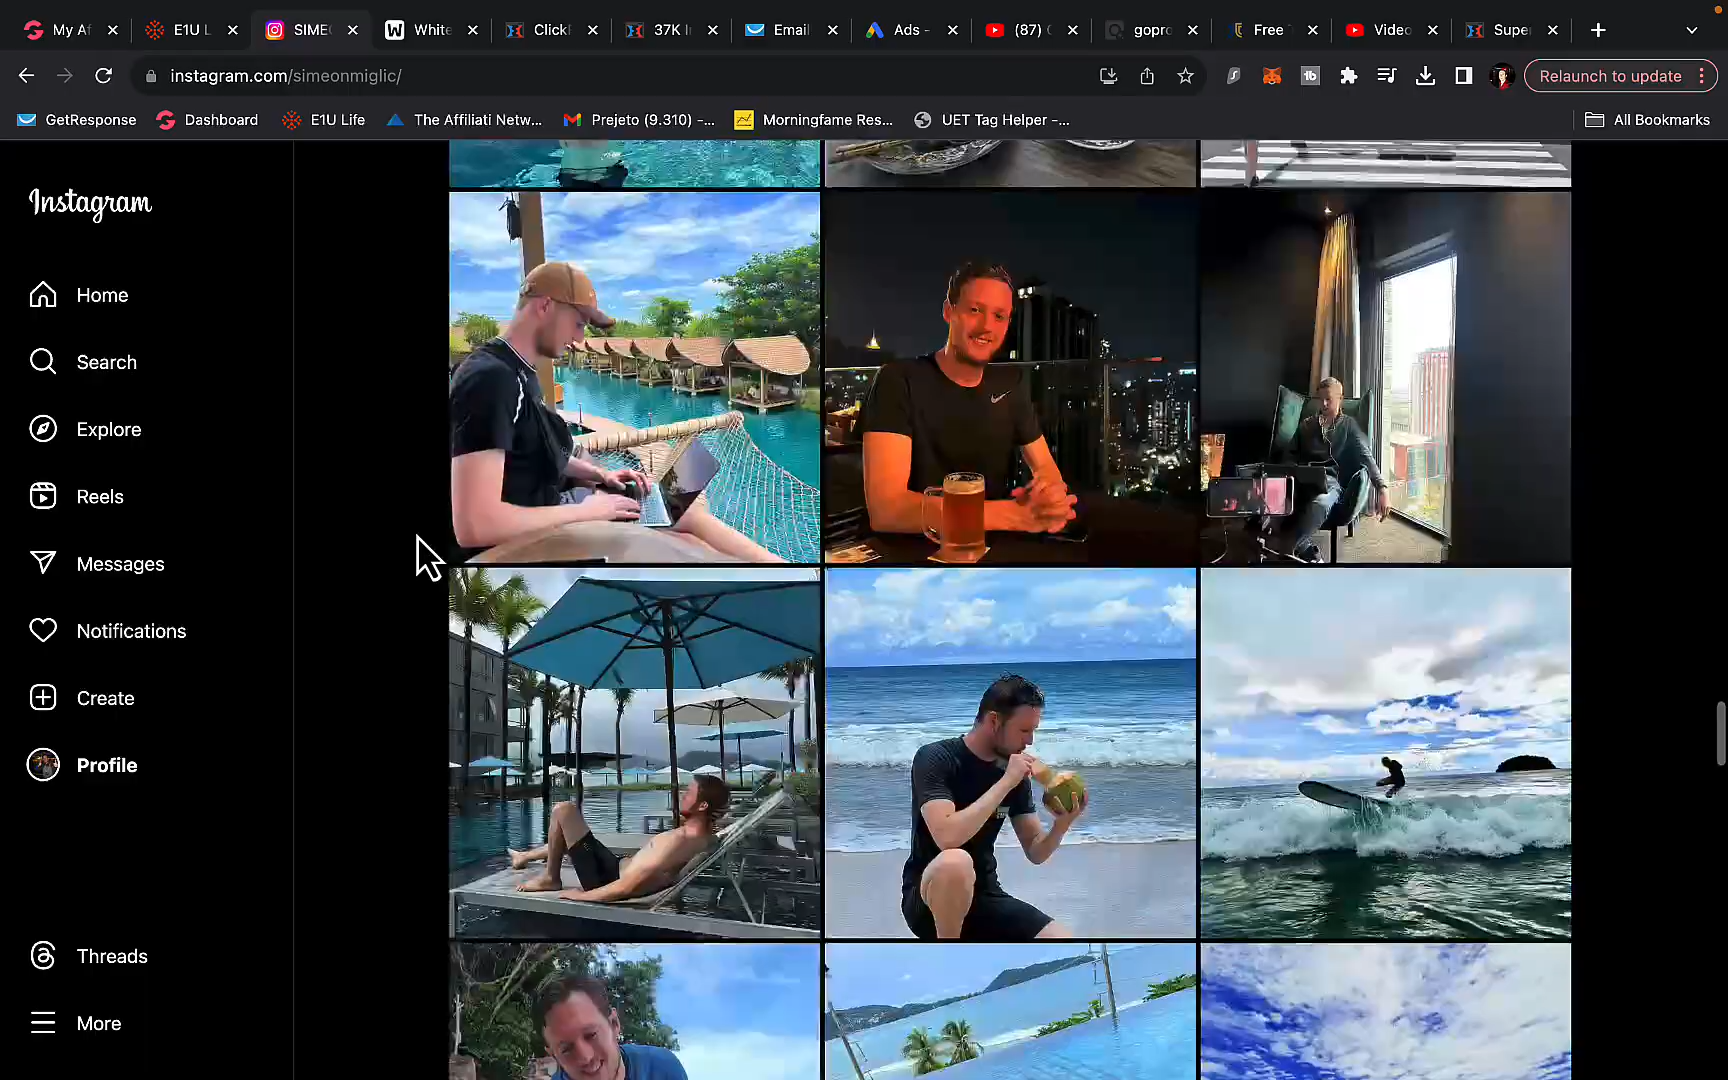 My Af
E1U L
SIME
White
Click
37K I
Email
Ads -
(87)
gopro
Free
Video
Supe
instagram.com/simeonmiglic/
Relaunch to update
GetResponse
Dashboard
E1U Life
The Affiliati Netw...
Prejeto (9.310) -...
Morningfame Res...
UET Tag Helper -...
All Bookmarks
Instagram
Home
Search
Explore
Reels
Messages
Notifications
Create
Profile
Threads
More